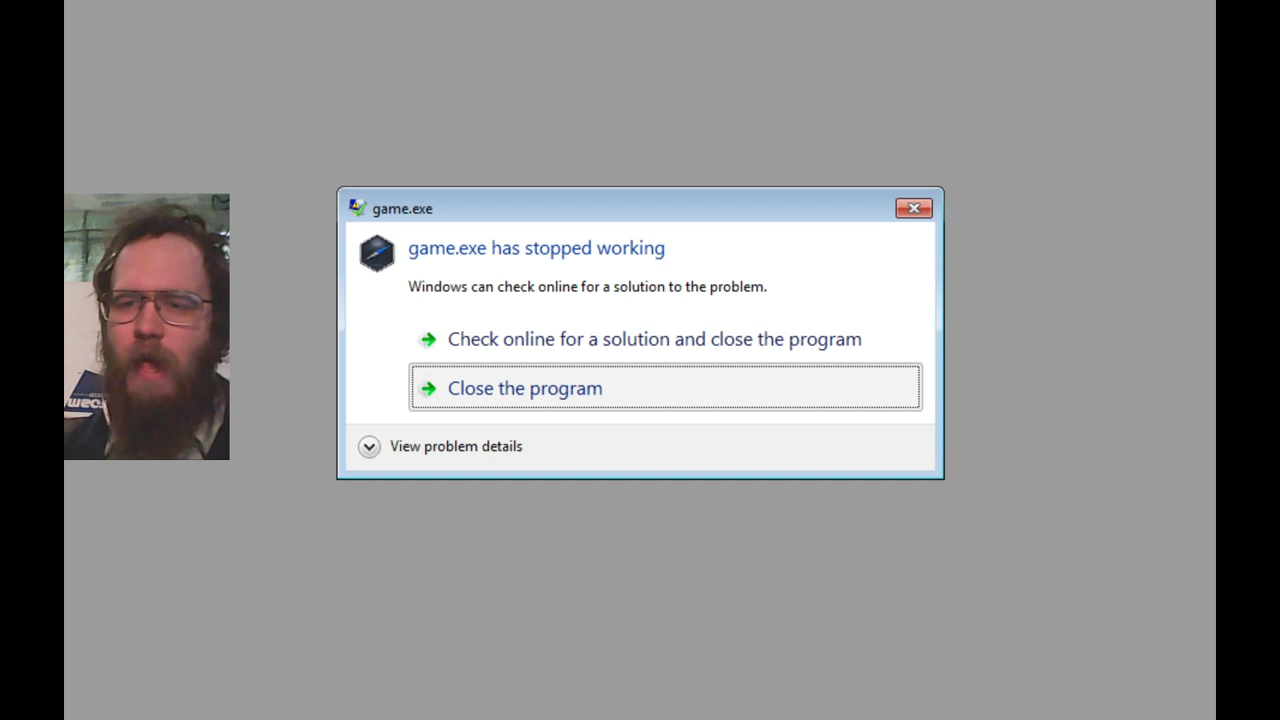 game.exe
game.exe has stopped working
Windows can check online for a solution to the problem.
Check online for a solution and close the program
Close the program
View problem details